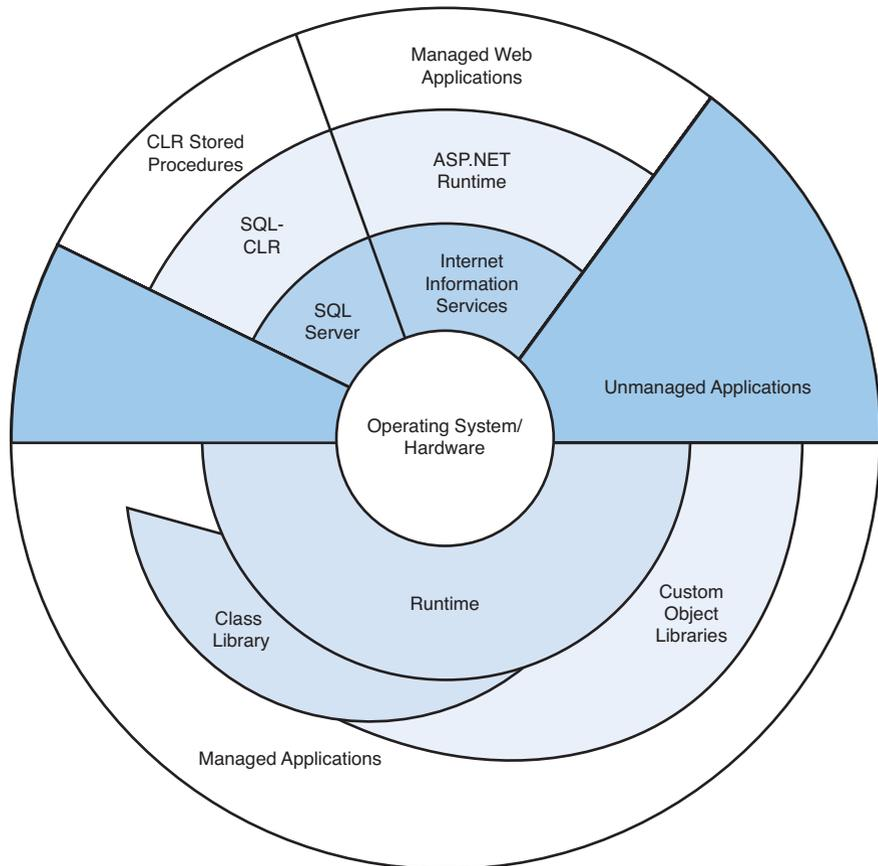 Managed Web
Applications
CLR Stored
Procedures
ASP.NET
Runtime
SQL-
CLR
Internet
Information
Services
SQL
Server
Unmanaged Applications
Operating System/
Hardware
Runtime
Custom
Object
Libraries
Class
Library
Managed Applications